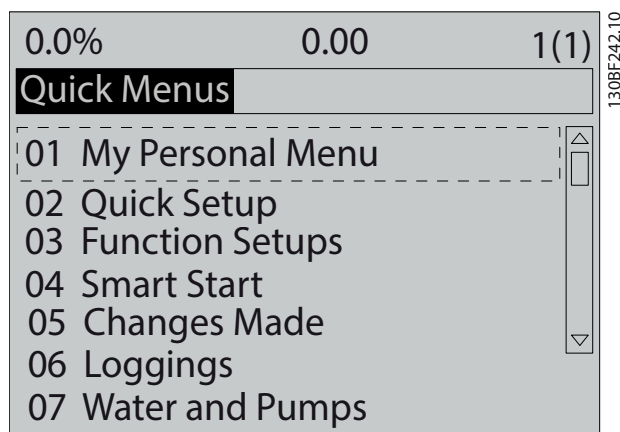 0.0% 0.00 1(1)
Quick Menus
01 My Personal Menu
02 Quick Setup
03 Function Setups
04 Smart Start
05 Changes Made
06 Loggings
07 Water and Pumps
130BF242.10